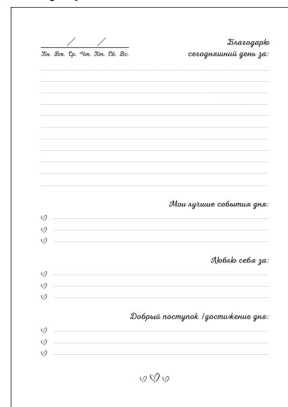 Благодарю
Пн. Вт. Ср. Чт. Пт. Сб. Вс.
сегодняшний день за:
Мои лучшие события дня:
Люблю себя за:
Добрый поступок /достижение дня: